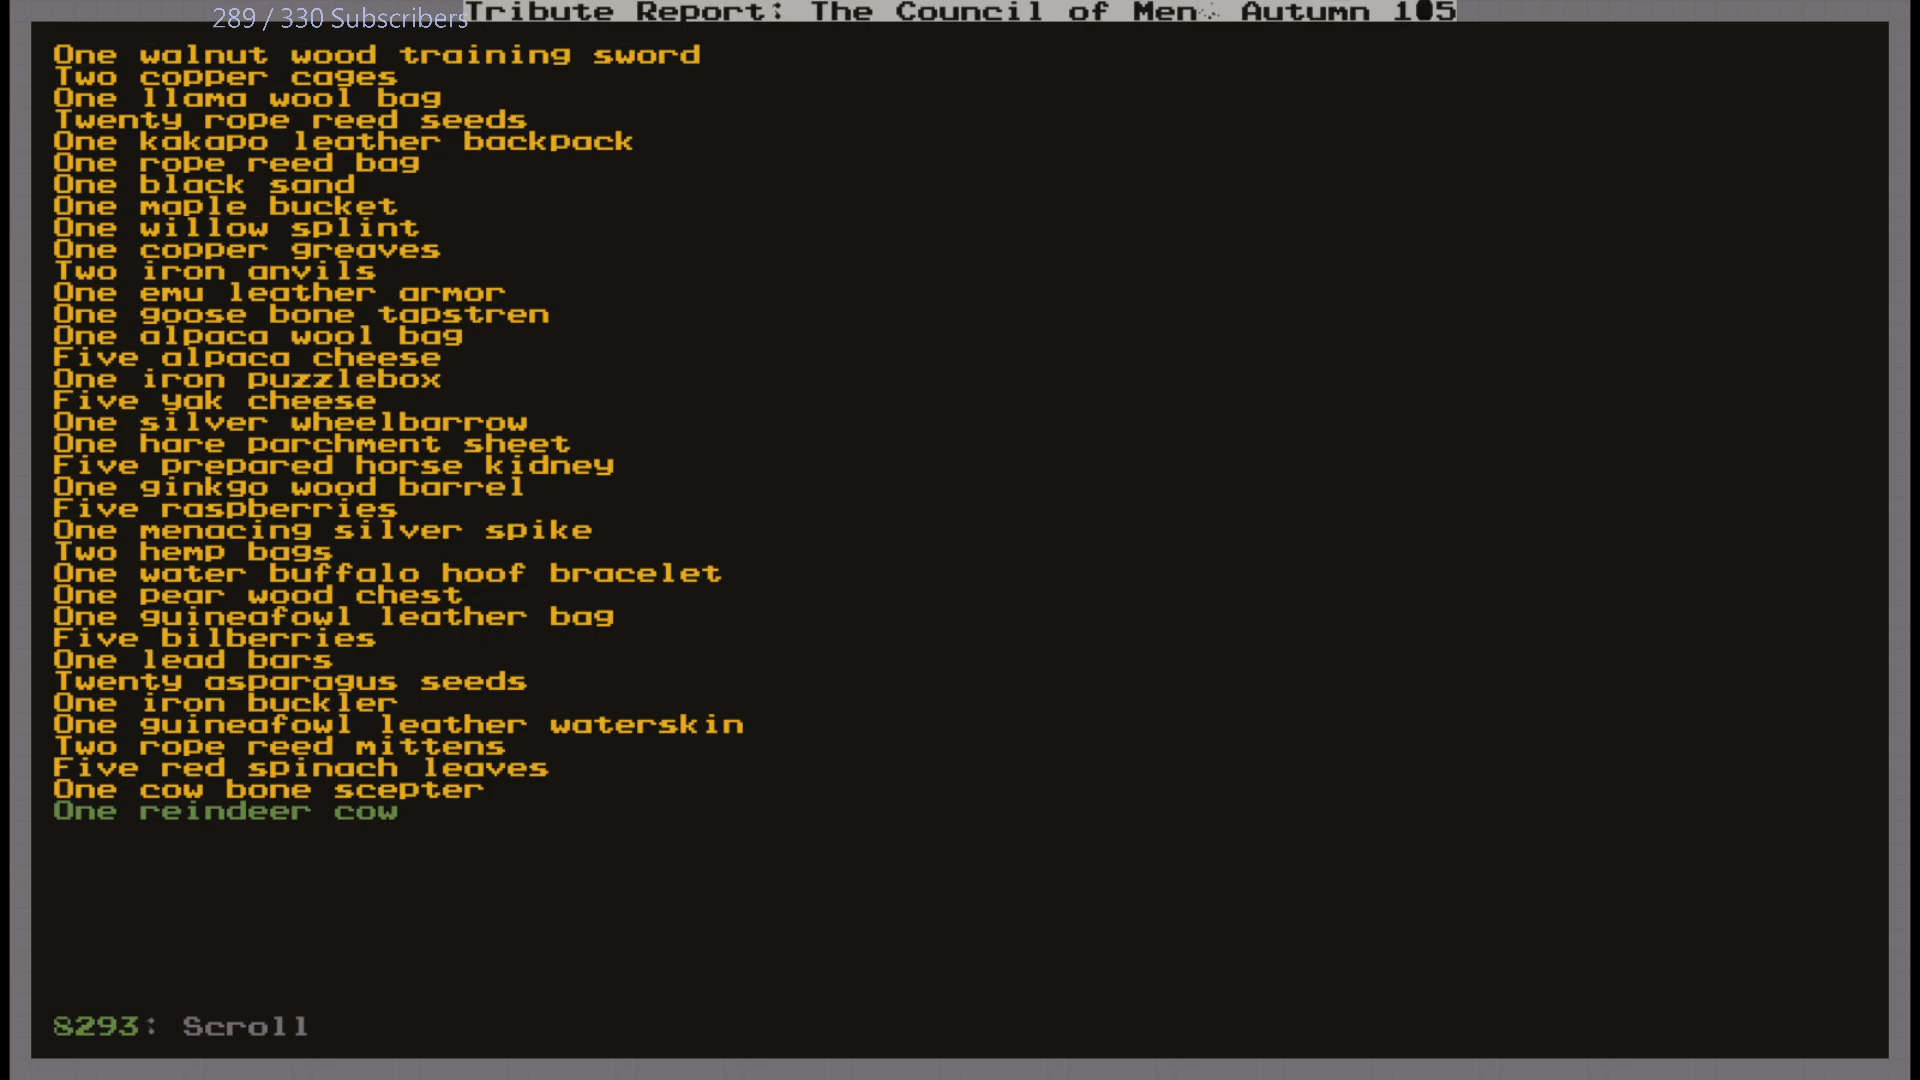 289 / 330 Subscribers
Tribute Report: The Council of Men Autumn 105
One walnut wood training sword
Two copper cages
One llama wool bag
Twenty rope reed seeds
One kakapo leather backpack
One rope reed bag
One black sand
One maple bucket
One willow splint
One copper greaves
Two iron anvils
One emu leather armor
One goose bone tapstren
One alpaca wool bag
Five alpaca cheese
One iron puzzlebox
Five yak cheese
One silver wheelbarrow
One hare parchment sheet
Five prepared horse kidney
One ginkgo wood barrel
Five raspberries
One menacing silver spike
Two hemp bags
One water buffalo hoof bracelet
One pear wood chest
One guineafowl leather bag
Five bilberries
One lead bars
Twenty asparagus seeds
One iron buckler
One guineafowl leather waterskin
Two rope reed mittens
Five red spinach leaves
One cow bone scepter
One reindeer cow
8293: Scroll